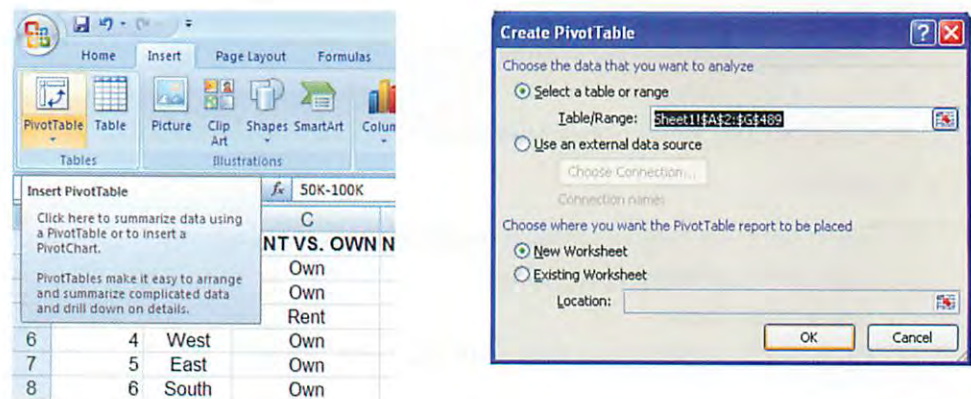 Home Insert Page Layout Formulas
PivotTable Table Picture Clip Art Shapes SmartArt Colum
Tables Illustrations
Insert PivotTable
Click here to summarize data using
a PivotTable or to insert a
PivotChart.
PivotTables make it easy to arrange
and summarize complicated data
and drill down on details.
fx 50K-100K
C
NT VS. OWN N
Own
Own
Rent
6 4 West Own
7 5 East Own
8 6 South Own
Create PivotTable
Choose the data that you want to analyze
Select a table or range
Table/Range: Sheet1!$A$2:$G$489
Use an external data source
Choose Connection...
Connection name:
Choose where you want the PivotTable report to be placed
New Worksheet
Existing Worksheet
Location:
OK Cancel